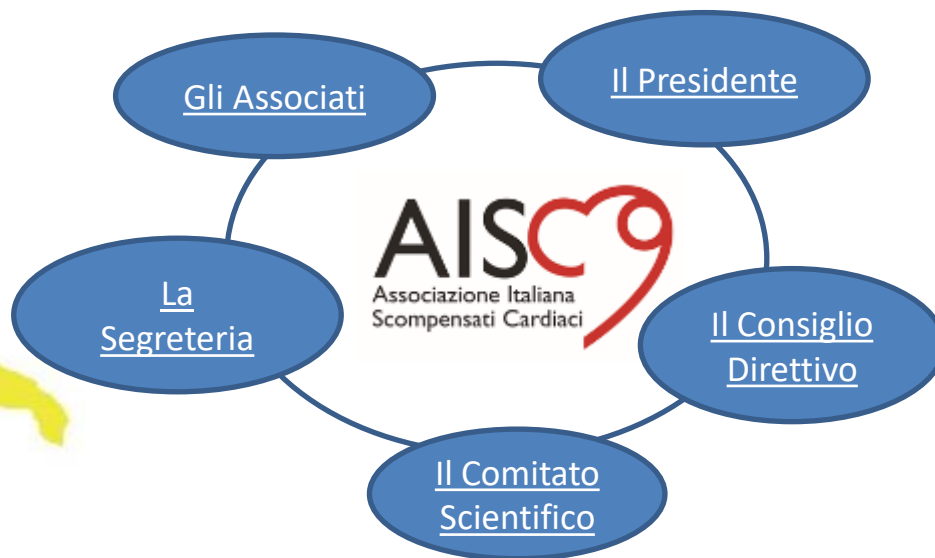 Gli Associati
Il Presidente
AISC
Associazione Italiana
Scompensati Cardiaci
La
Segreteria
Il Consiglio
Direttivo
Il Comitato
Scientifico